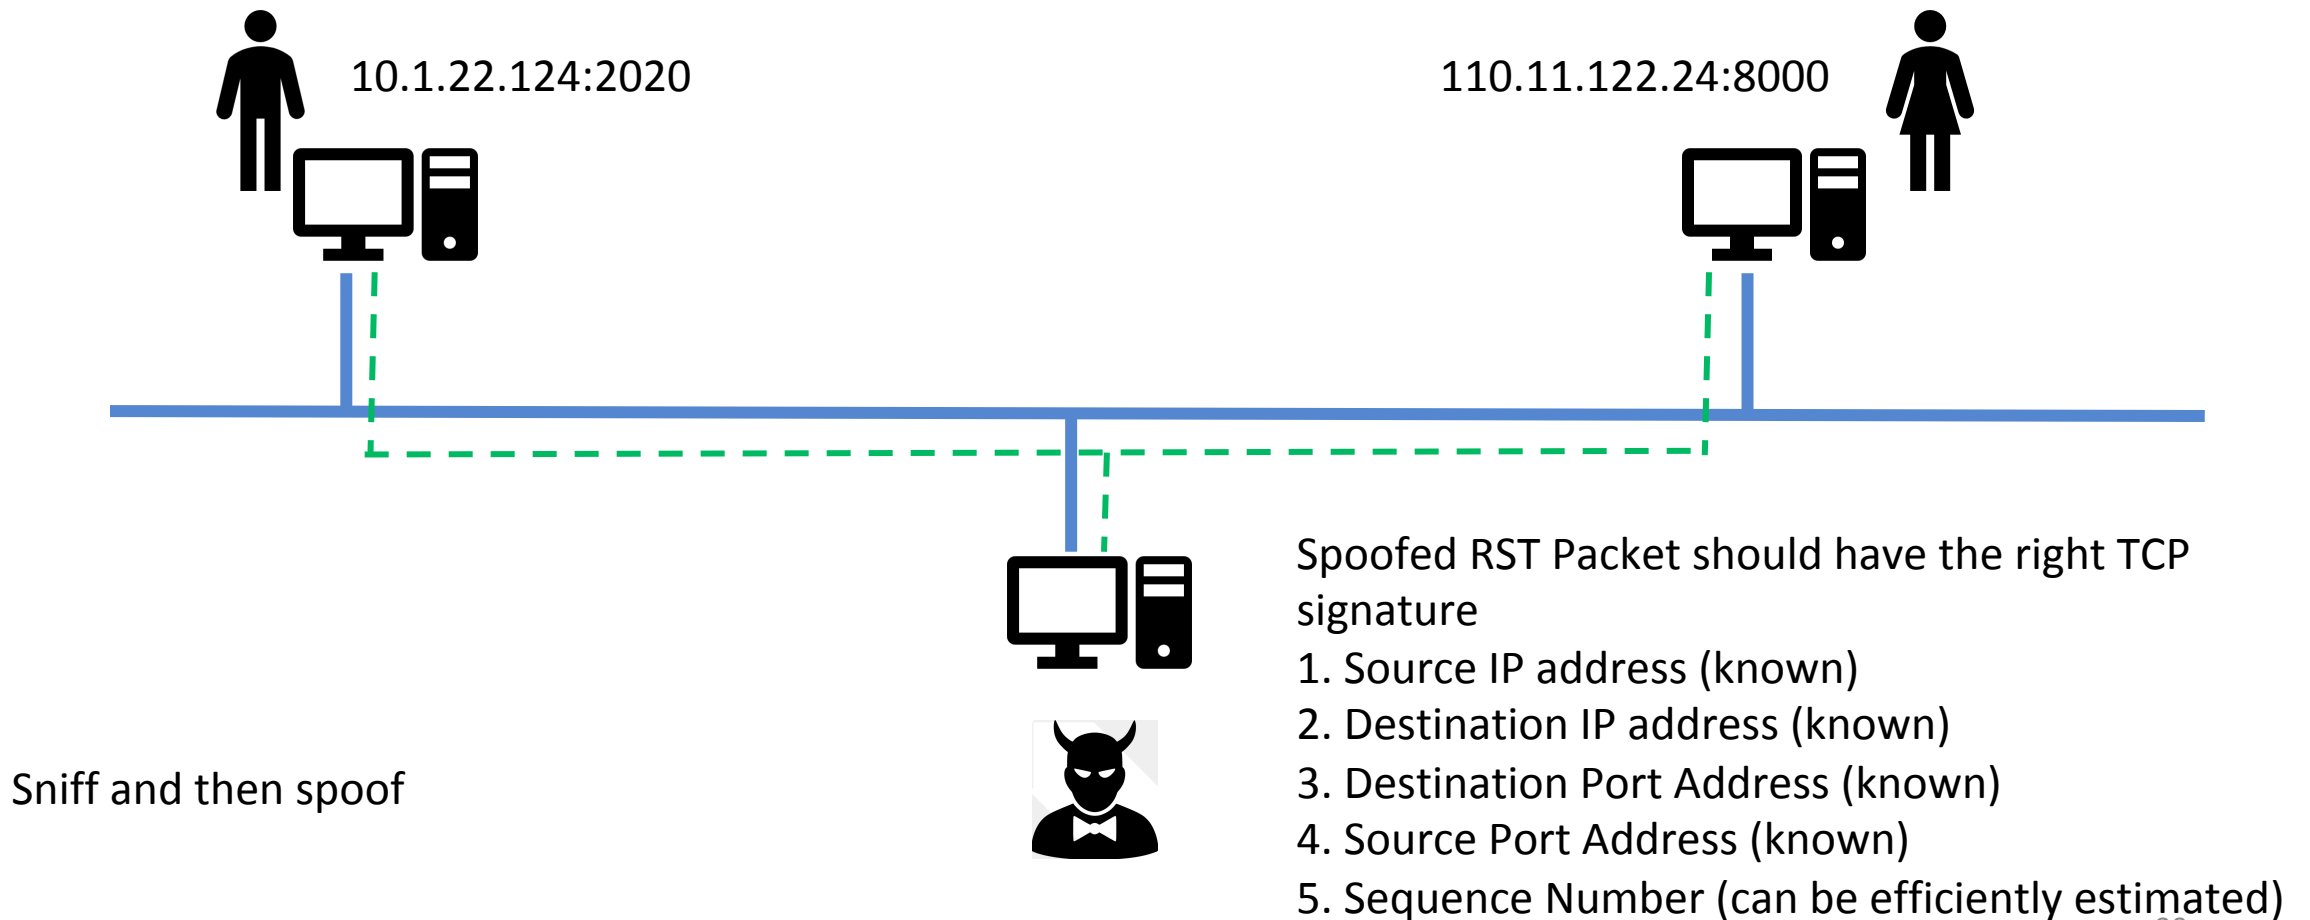 10.1.22.124:2020
110.11.122.24:8000
Spoofed RST Packet should have the right TCP
signature
1. Source IP address (known)
2. Destination IP address (known)
Sniff and then spoof
3. Destination Port Address (known)
4. Source Port Address (known)
5. Sequence Number (can be efficiently estimated)